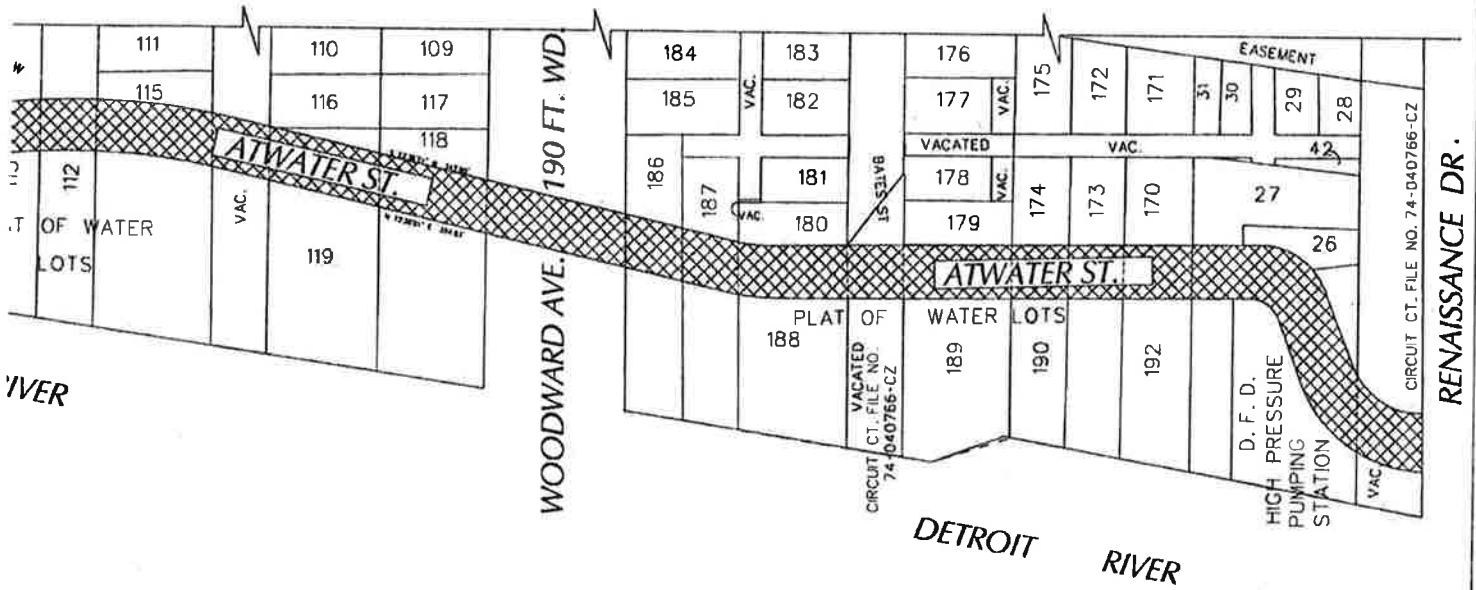 111
110
109
184
183
176
175
172
171
31
30
EASEMENT
29
28
W
115
116
117
118
185
VAC.
182
177
VAC.
ATWATER ST.
WOODWARD AVE. 190 FT. WD.
VACATED
VAC.
42
112
VAC.
186
187
181
VAC.
180
BATES ST
178
VAC.
179
174
173
170
27
26
CIRCUIT CT. FILE NO. 74-040766-CZ
RENAISSANCE DR.
AT OF WATER
LOTS
119
ATWATER ST.
PLAT OF WATER LOTS
188
VACATED
CIRCUIT CT. FILE NO.
74-040766-CZ
189
190
192
D. F. D.
HIGH PRESSURE
PUMPING
STATION
VAC.
IVER
DETROIT RIVER